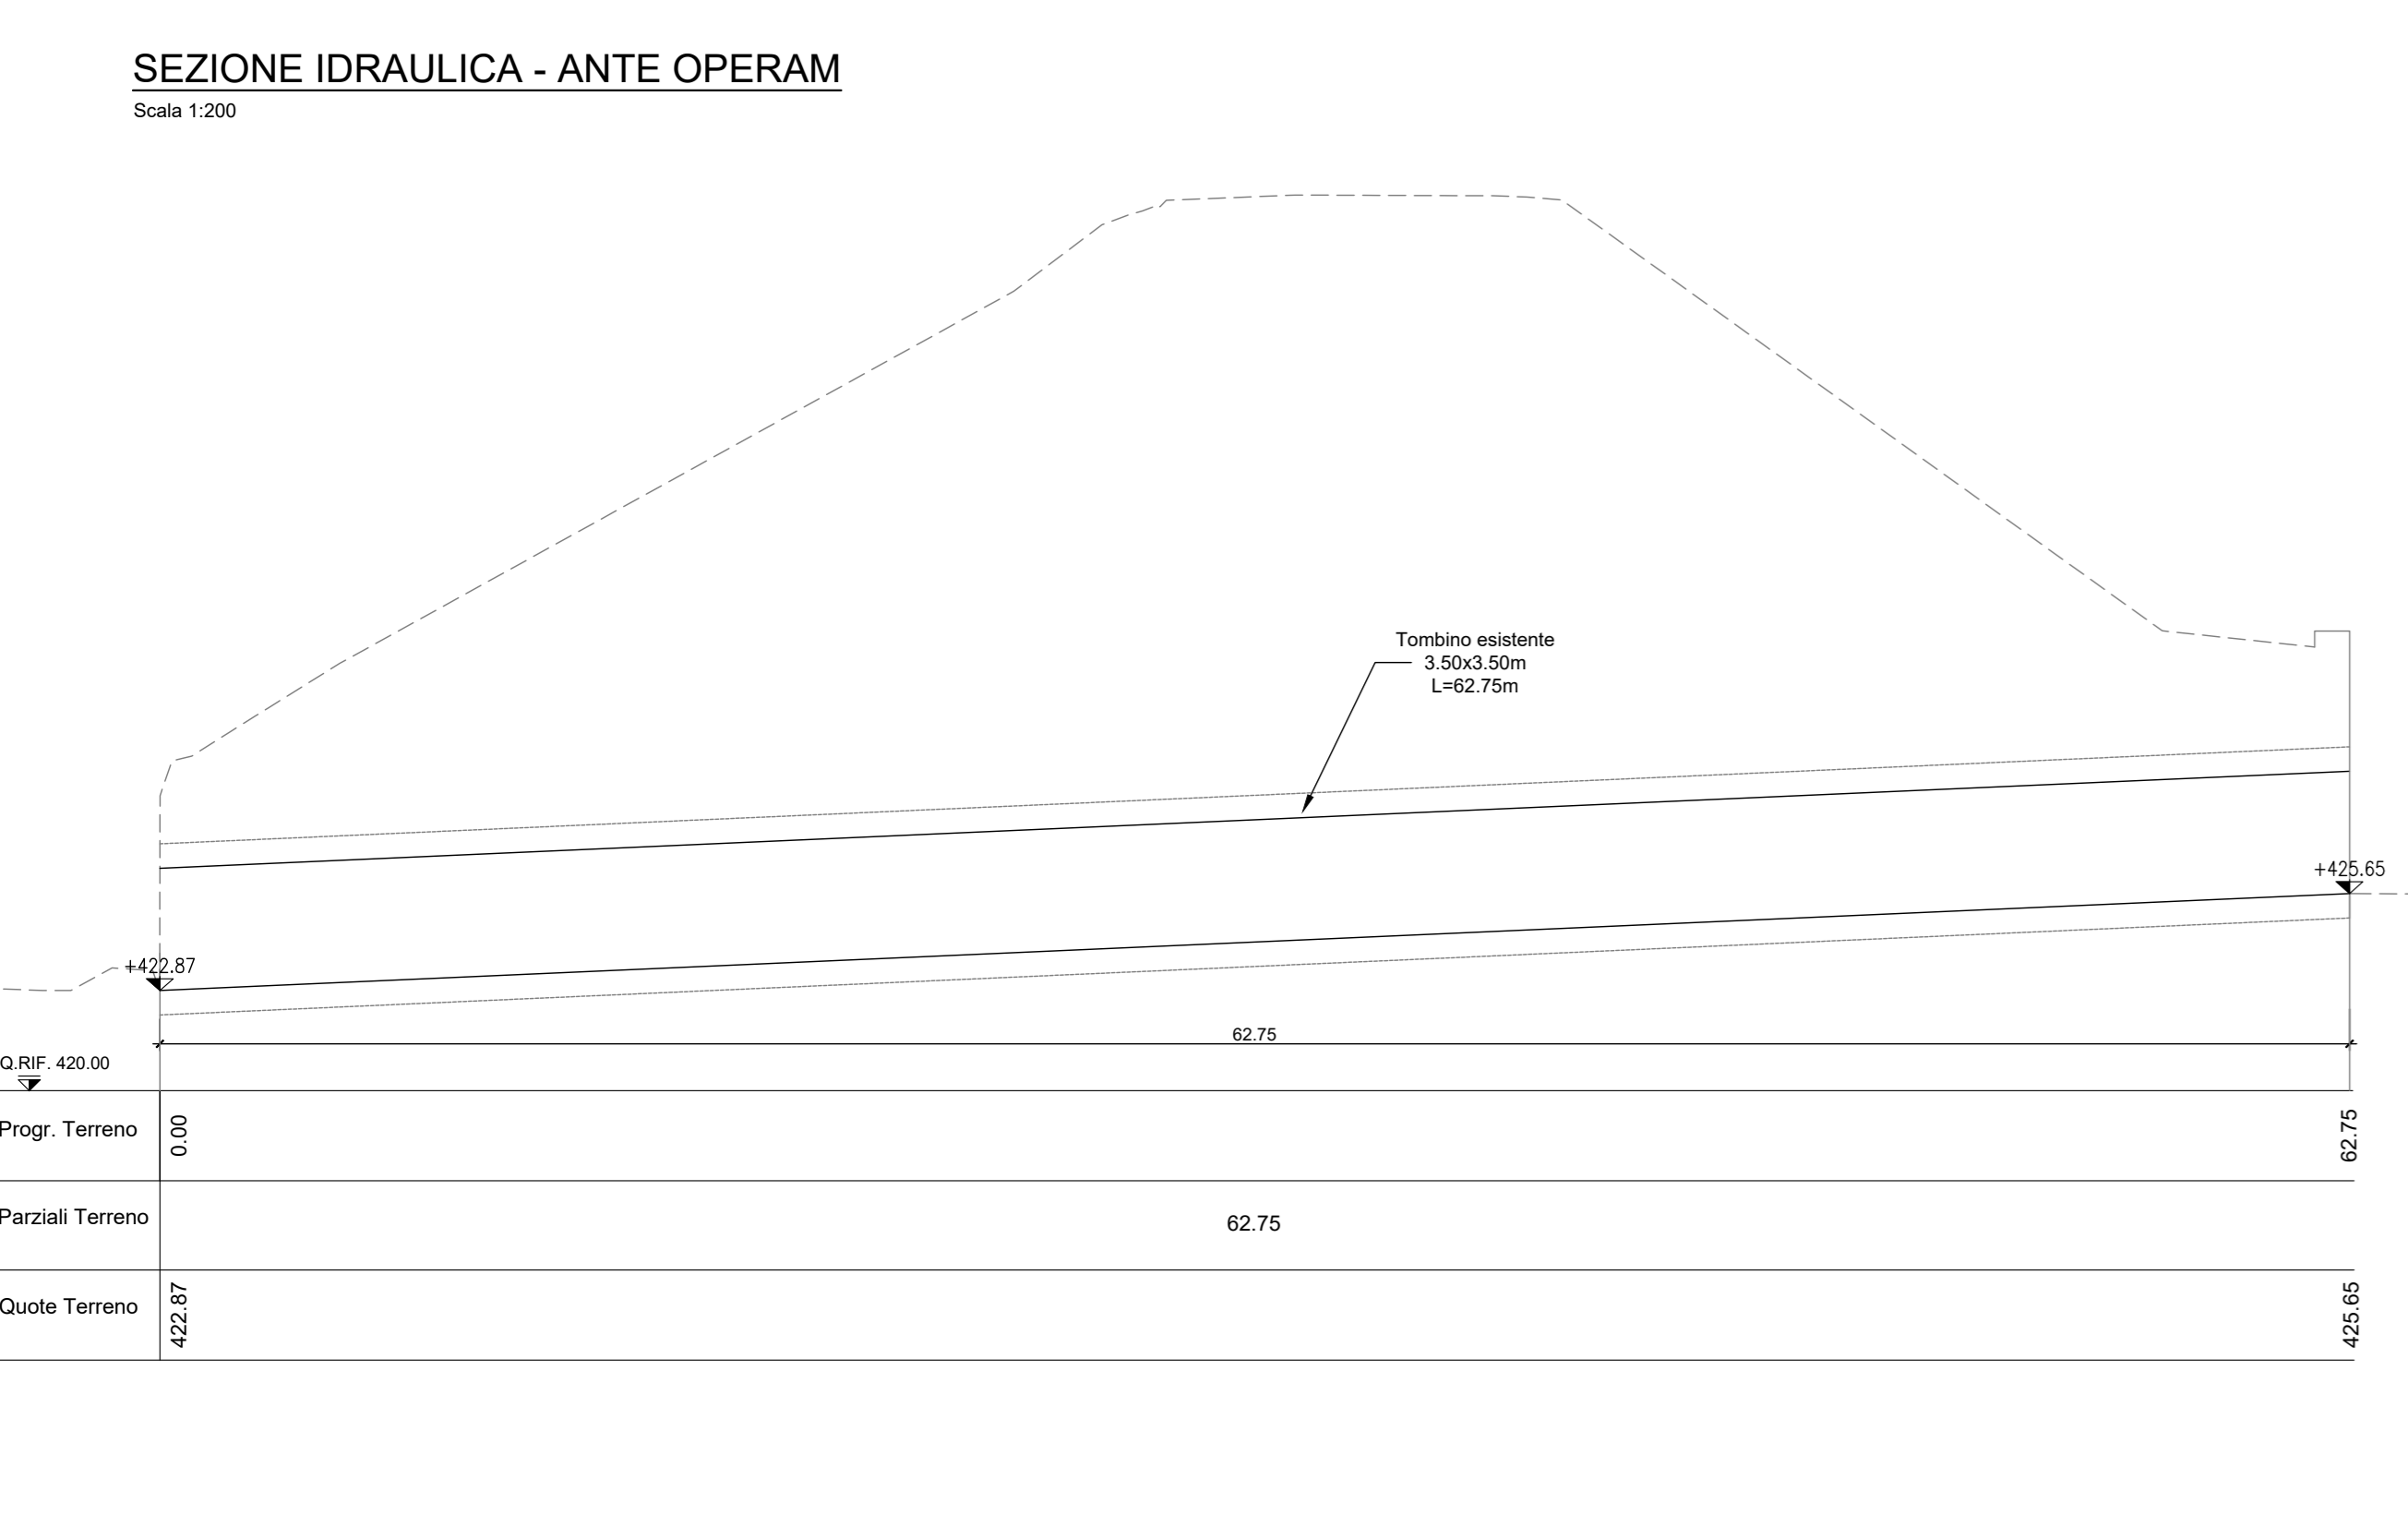 SEZIONE IDRAULICA - ANTE OPERAM
Scala 1:200
Tombino esistente
3.50x3.50m
L=62.75m
+425.65
+422.87
62.75
Q.RIF. 420.00
Progr. Terreno
0.00
62.75
Parziali Terreno
62.75
Quote Terreno
422.87
425.65